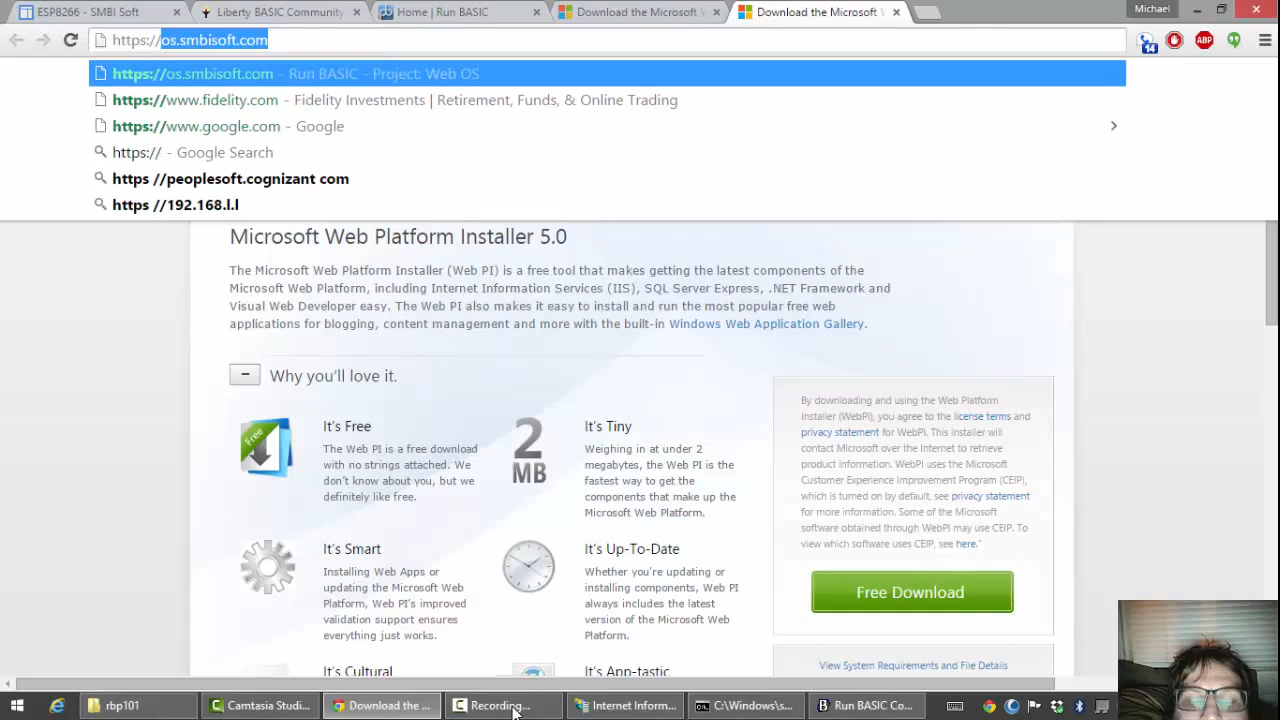 ESP8266 - SMBI Soft
Liberty BASIC Community
Home | Run BASIC
Download the Microsoft
Download the Microsoft
Michael
https://os.smbisoft.com
14
ABP
https://os.smbisoft.com - Run BASIC - Project: Web OS
https://www.fidelity.com - Fidelity Investments | Retirement, Funds, & Online Trading
https://www.google.com - Google
https:// - Google Search
https //peoplesoft.cognizant com
https //192.168.l.l
Microsoft Web Platform Installer 5.0
The Microsoft Web Platform Installer (Web PI) is a free tool that makes getting the latest components of the
Microsoft Web Platform, including Internet Information Services (IIS), SQL Server Express, .NET Framework and
Visual Web Developer easy. The Web PI also makes it easy to install and run the most popular free web
applications for blogging, content management and more with the built-in Windows Web Application Gallery.
Why you'll love it.
Free
It's Free
The Web PI is a free download
with no strings attached. We
don't know about you, but we
definitely like free.
2
MB
It's Tiny
Weighing in at under 2
megabytes, the Web PI is the
fastest way to get the
components that make up the
Microsoft Web Platform.
It's Smart
Installing Web Apps or
updating the Microsoft Web
Platform, Web PI's improved
validation support ensures
everything just works.
It's Up-To-Date
Whether you're updating or
installing components, Web PI
always includes the latest
version of the Microsoft Web
Platform.
It's Cultural
It's App-tastic
By downloading and using the Web Platform
Installer (WebPI), you agree to the license terms and
privacy statement for WebPI. This installer will
contact Microsoft over the Internet to retrieve
product information. WebPI uses the Microsoft
Customer Experience Improvement Program (CEIP),
which is turned on by default, see privacy statement
for more information. Some of the Microsoft
software obtained through WebPI may use CEIP. To
view which software uses CEIP, see here."
Free Download
View System Requirements and File Details
rbp101
Camtasia Studi...
Download the ...
Recording...
Internet Inform...
C:\Windows\s...
Run BASIC Co...